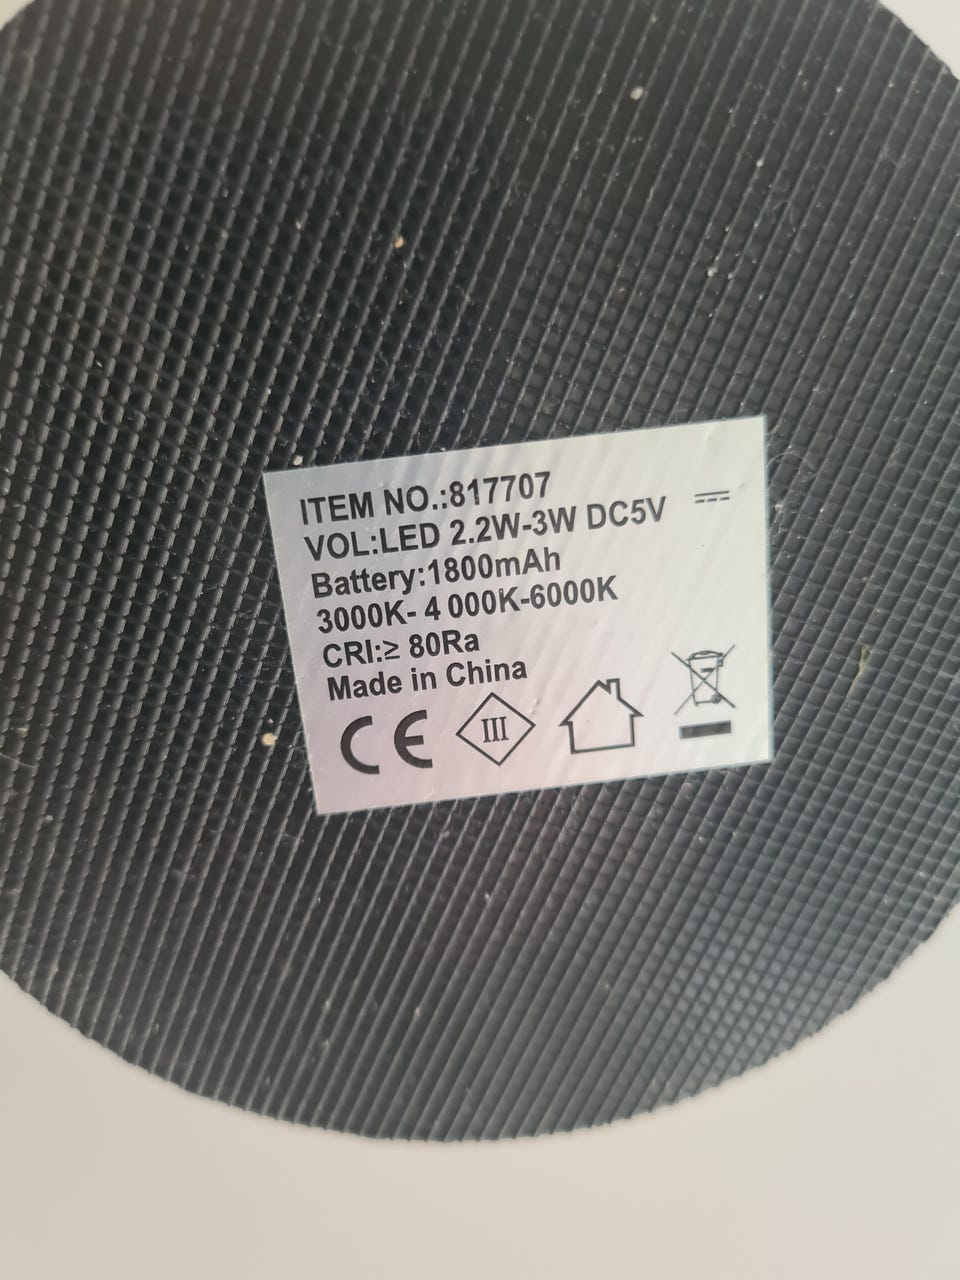 ITEM NO.:817707
VOL:LED 2.2W-3W DC5V ⎓
Battery:1800mAh
3000K- 4 000K-6000K
CRI:≥ 80Ra
Made in China
CE III